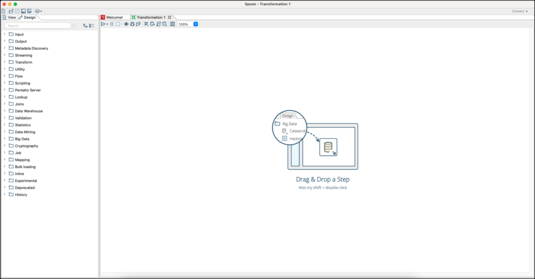 Spoon - Transformation 1
Connect
View
Design
Welcome!
Transformation 1
Search
100%
Input
Output
Metadata Discovery
Streaming
Transform
Utility
Flow
Scripting
Pentaho Server
Lookup
Joins
Data Warehouse
Validation
Statistics
Data Mining
Big Data
Cryptography
Job
Mapping
Bulk loading
Inline
Experimental
Deprecated
History
Design
Big Data
Drag & Drop a Step
Also try shift + double-click